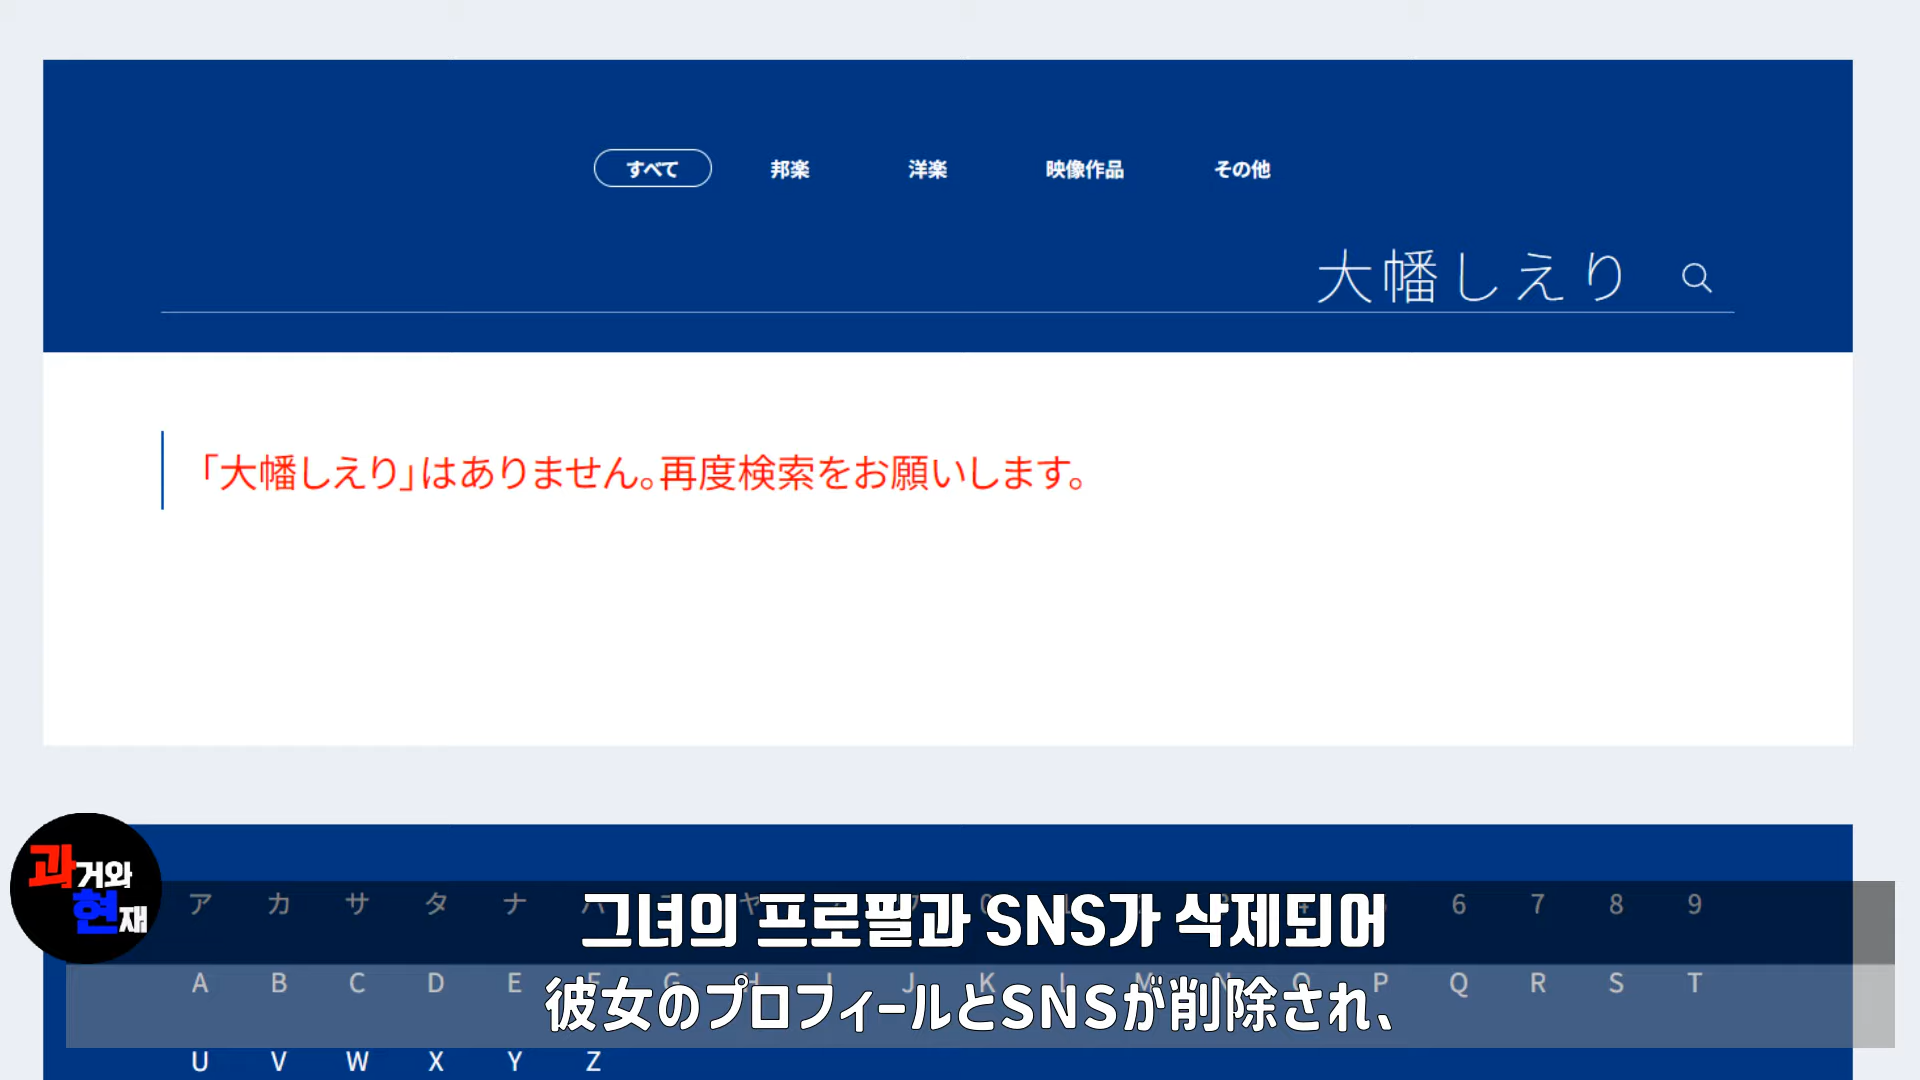 すべて 邦楽 洋楽 映像作品 その他
大幡しえり
「大幡しえり」はありません。再度検索をお願いします。
과거와
현재
ア カ サ タ ナ 6 7 8 9
그녀의 프로필과 SNS가 삭제되어
A B C D E F G H I J K L M N O P Q R S T
彼女のプロフィールとSNSが削除され、
U V W X Y Z